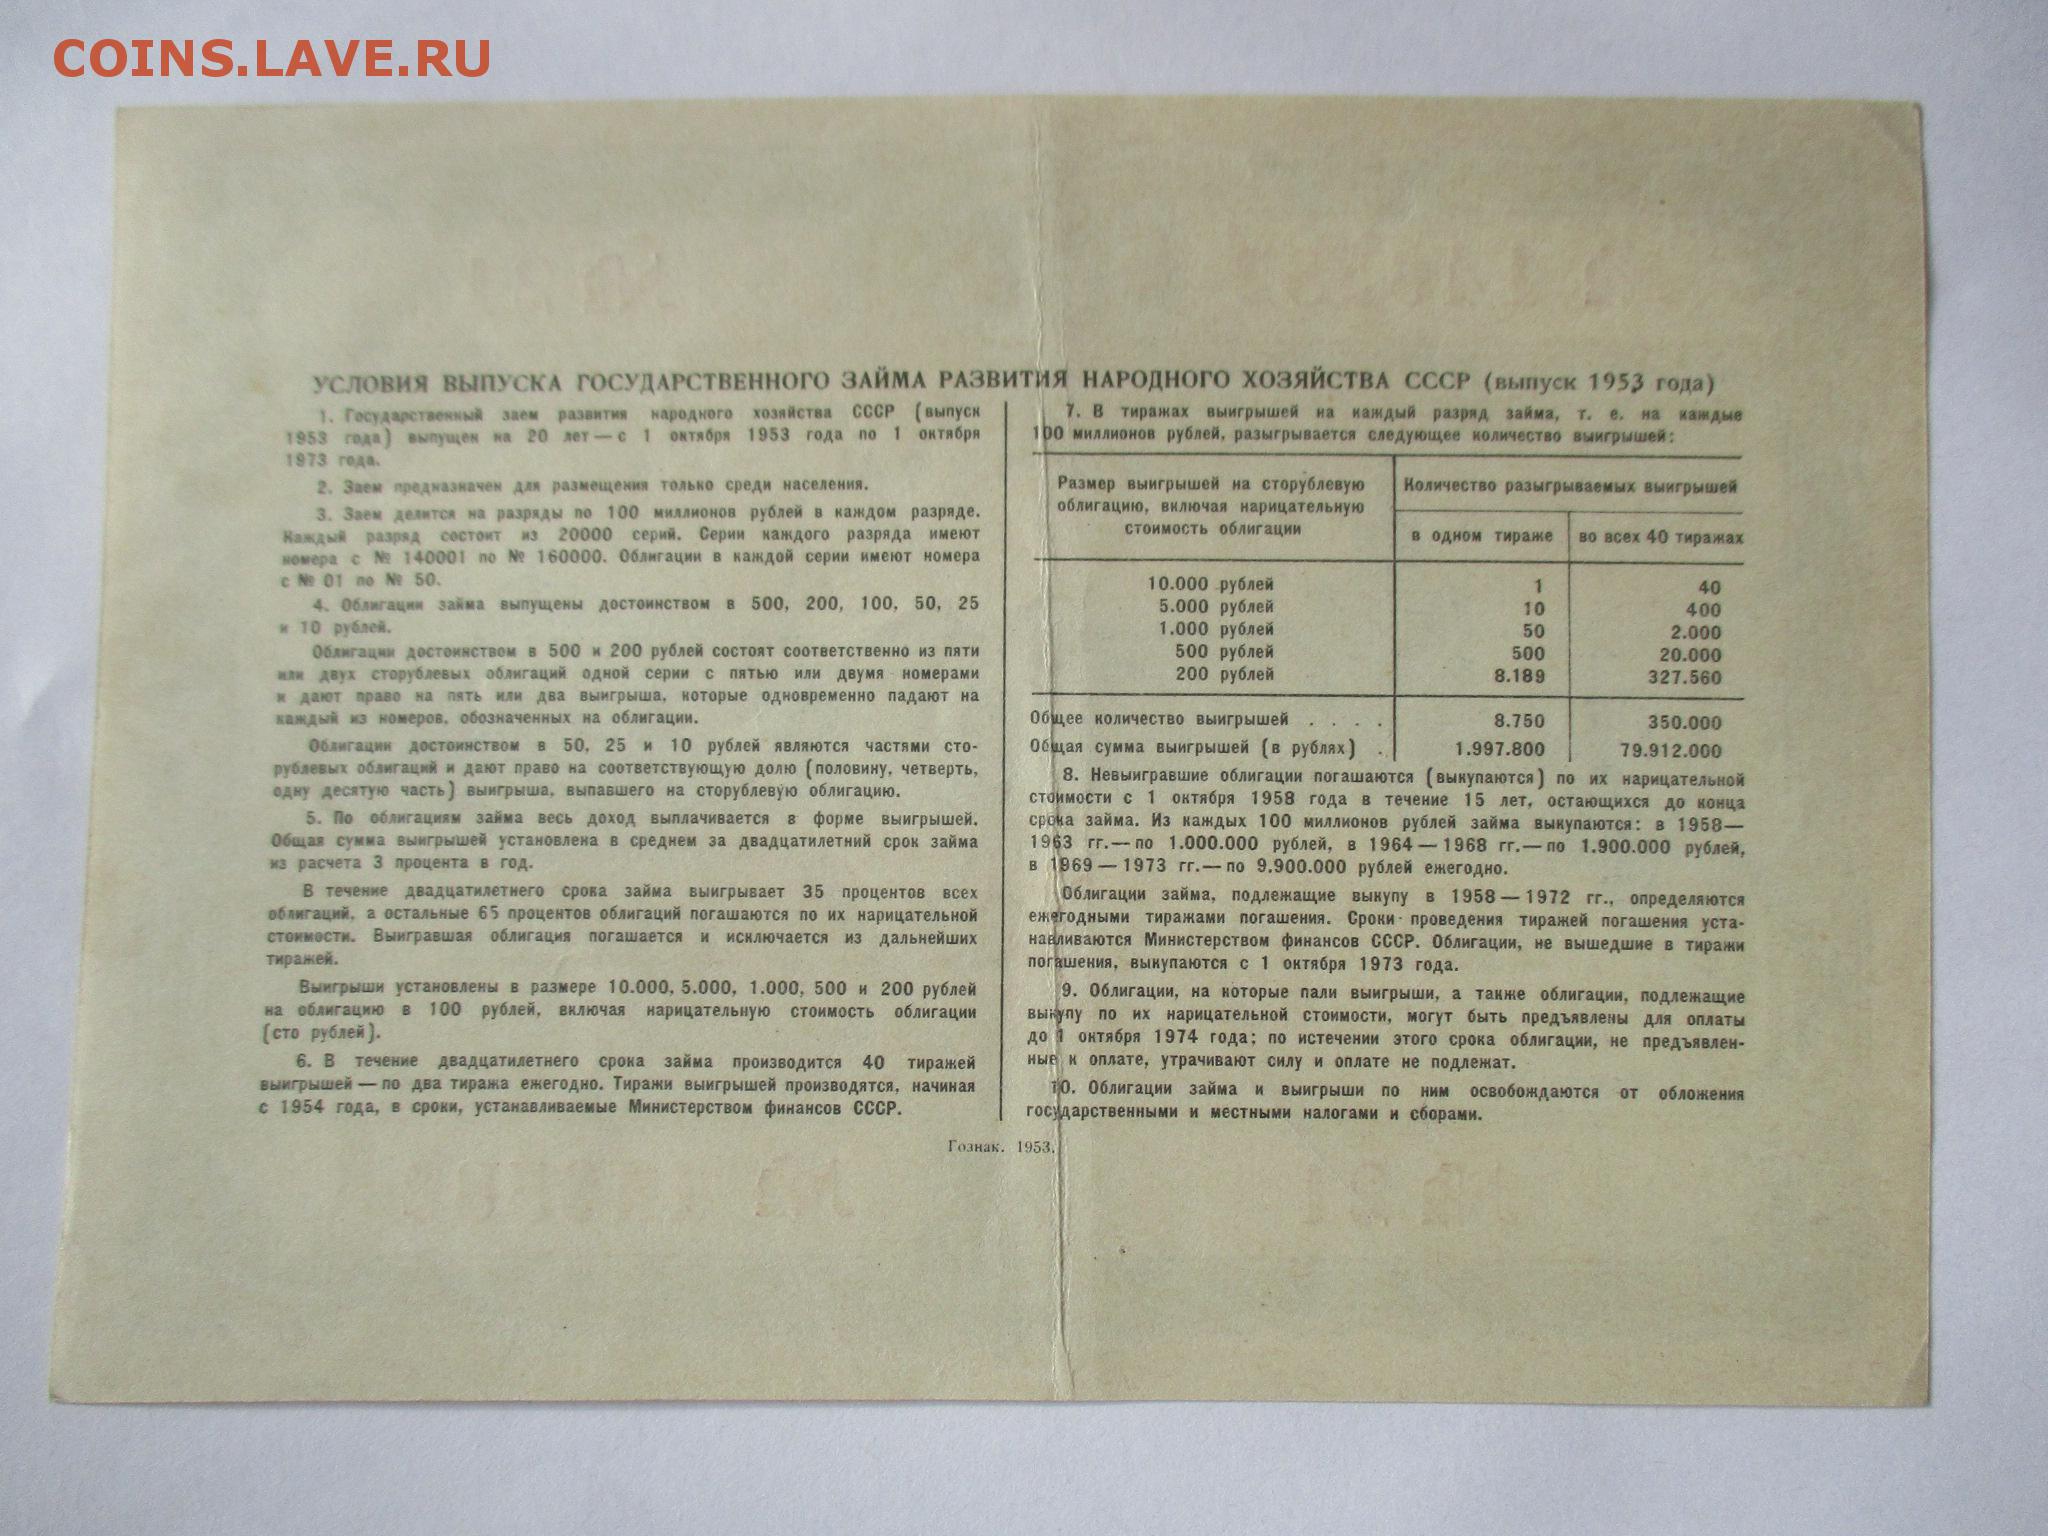 COINS.LAVE.RU
УСЛОВИЯ ВЫПУСКА ГОСУДАРСТВЕННОГО ЗАЙМА РАЗВИТИЯ НАРОДНОГО ХОЗЯЙСТВА СССР (выпуск 1953 года)
1. Государственный заем развития народного хозяйства СССР (выпуск
1953 года) выпущен на 20 лет — с 1 октября 1953 года по 1 октября
1973 года.
2. Заем предназначен для размещения только среди населения.
3. Заем делится на разряды по 100 миллионов рублей в каждом разряде.
Каждый разряд состоит из 20000 серий. Серии каждого разряда имеют
номера с № 140001 по № 160000. Облигации в каждой серии имеют номера
с № 01 по № 50.
4. Облигации займа выпущены достоинством в 500, 200, 100, 50, 25
и 10 рублей.
Облигации достоинством в 500 и 200 рублей состоят соответственно из пяти
или двух сторублевых облигаций одной серии с пятью или двумя номерами
и дают право на пять или два выигрыша, которые одновременно падают на
каждый из номеров, обозначенных на облигации.
Облигации достоинством в 50, 25 и 10 рублей являются частями сто-
рублевых облигаций и дают право на соответствующую долю (половину, четверть,
одну десятую часть) выигрыша, выпавшего на сторублевую облигацию.
5. По облигациям займа весь доход выплачивается в форме выигрышей.
Общая сумма выигрышей установлена в среднем за двадцатилетний срок займа
из расчета 3 процента в год.
В течение двадцатилетнего срока займа выигрывает 35 процентов всех
облигаций, а остальные 65 процентов облигаций погашаются по их нарицательной
стоимости. Выигравшая облигация погашается и исключается из дальнейших
тиражей.
Выигрыши установлены в размере 10.000, 5.000, 1.000, 500 и 200 рублей
на облигацию в 100 рублей, включая нарицательную стоимость облигации
(сто рублей).
6. В течение двадцатилетнего срока займа производится 40 тиражей
выигрышей — по два тиража ежегодно. Тиражи выигрышей производятся, начиная
с 1954 года, в сроки, устанавливаемые Министерством финансов СССР.
7. В тиражах выигрышей на каждый разряд займа, т. е. на каждые
100 миллионов рублей, разыгрывается следующее количество выигрышей:
Размер выигрышей на сторублевую
облигацию, включая нарицательную
стоимость облигации
Количество разыгрываемых выигрышей
в одном тираже во всех 40 тиражах
10.000 рублей 1 40
5.000 рублей 10 400
1.000 рублей 50 2.000
500 рублей 500 20.000
200 рублей 8.189 327.560
Общее количество выигрышей . . . . 8.750 350.000
Общая сумма выигрышей (в рублях) . 1.997.800 79.912.000
8. Невыигравшие облигации погашаются (выкупаются) по их нарицательной
стоимости с 1 октября 1958 года в течение 15 лет, остающихся до конца
срока займа. Из каждых 100 миллионов рублей займа выкупаются: в 1958—
1963 гг.— по 1.000.000 рублей, в 1964 — 1968 гг.— по 1.900.000 рублей,
в 1969 — 1973 гг.— по 9.900.000 рублей ежегодно.
Облигации займа, подлежащие выкупу в 1958 — 1972 гг., определяются
ежегодными тиражами погашения. Сроки проведения тиражей погашения уста-
навливаются Министерством финансов СССР. Облигации, не вышедшие в тиражи
погашения, выкупаются с 1 октября 1973 года.
9. Облигации, на которые пали выигрыши, а также облигации, подлежащие
выкупу по их нарицательной стоимости, могут быть предъявлены для оплаты
до 1 октября 1974 года; по истечении этого срока облигации, не предъявлен-
ные к оплате, утрачивают силу и оплате не подлежат.
10. Облигации займа и выигрыши по ним освобождаются от обложения
государственными и местными налогами и сборами.
Гознак. 1953.